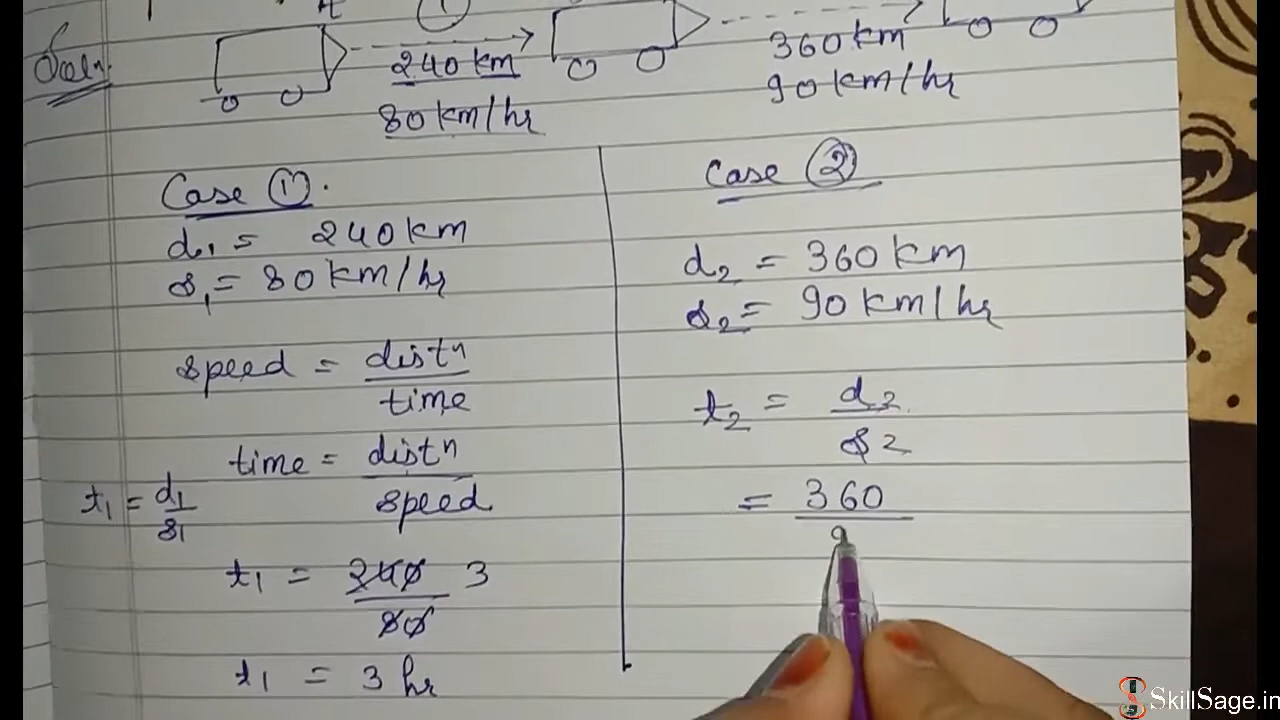 ①
Soln.
240 km
80 km/hr
360 km
90 km/hr
Case ①.
d1 = 240 km
s1 = 80 km/hr
speed = distn
time
time = distn
speed
t1 = d1
s1
t1 = 240 3
80
t1 = 3 hr
Case ②
d2 = 360 km
s2 = 90 km/hr
t2 = d2
s2
= 360
9
SkillSage.in